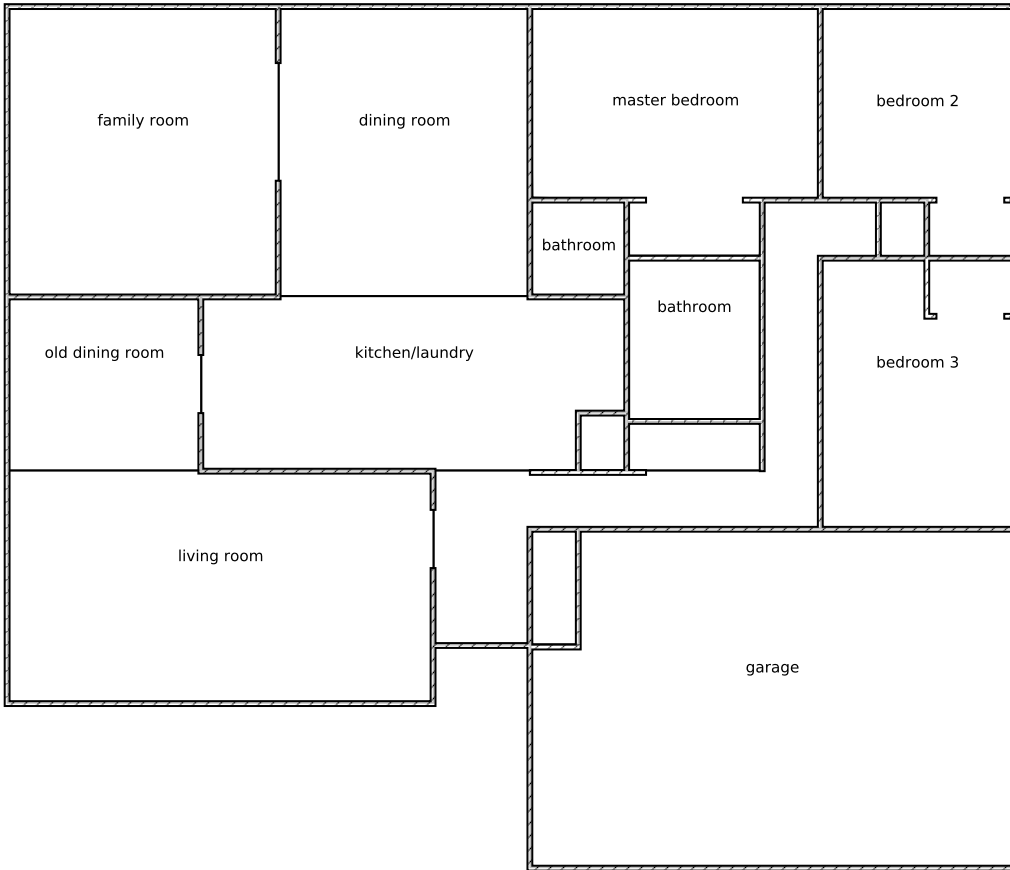 master bedroom
bedroom 2
family room
dining room
bathroom
bathroom
old dining room
kitchen/laundry
bedroom 3
living room
garage